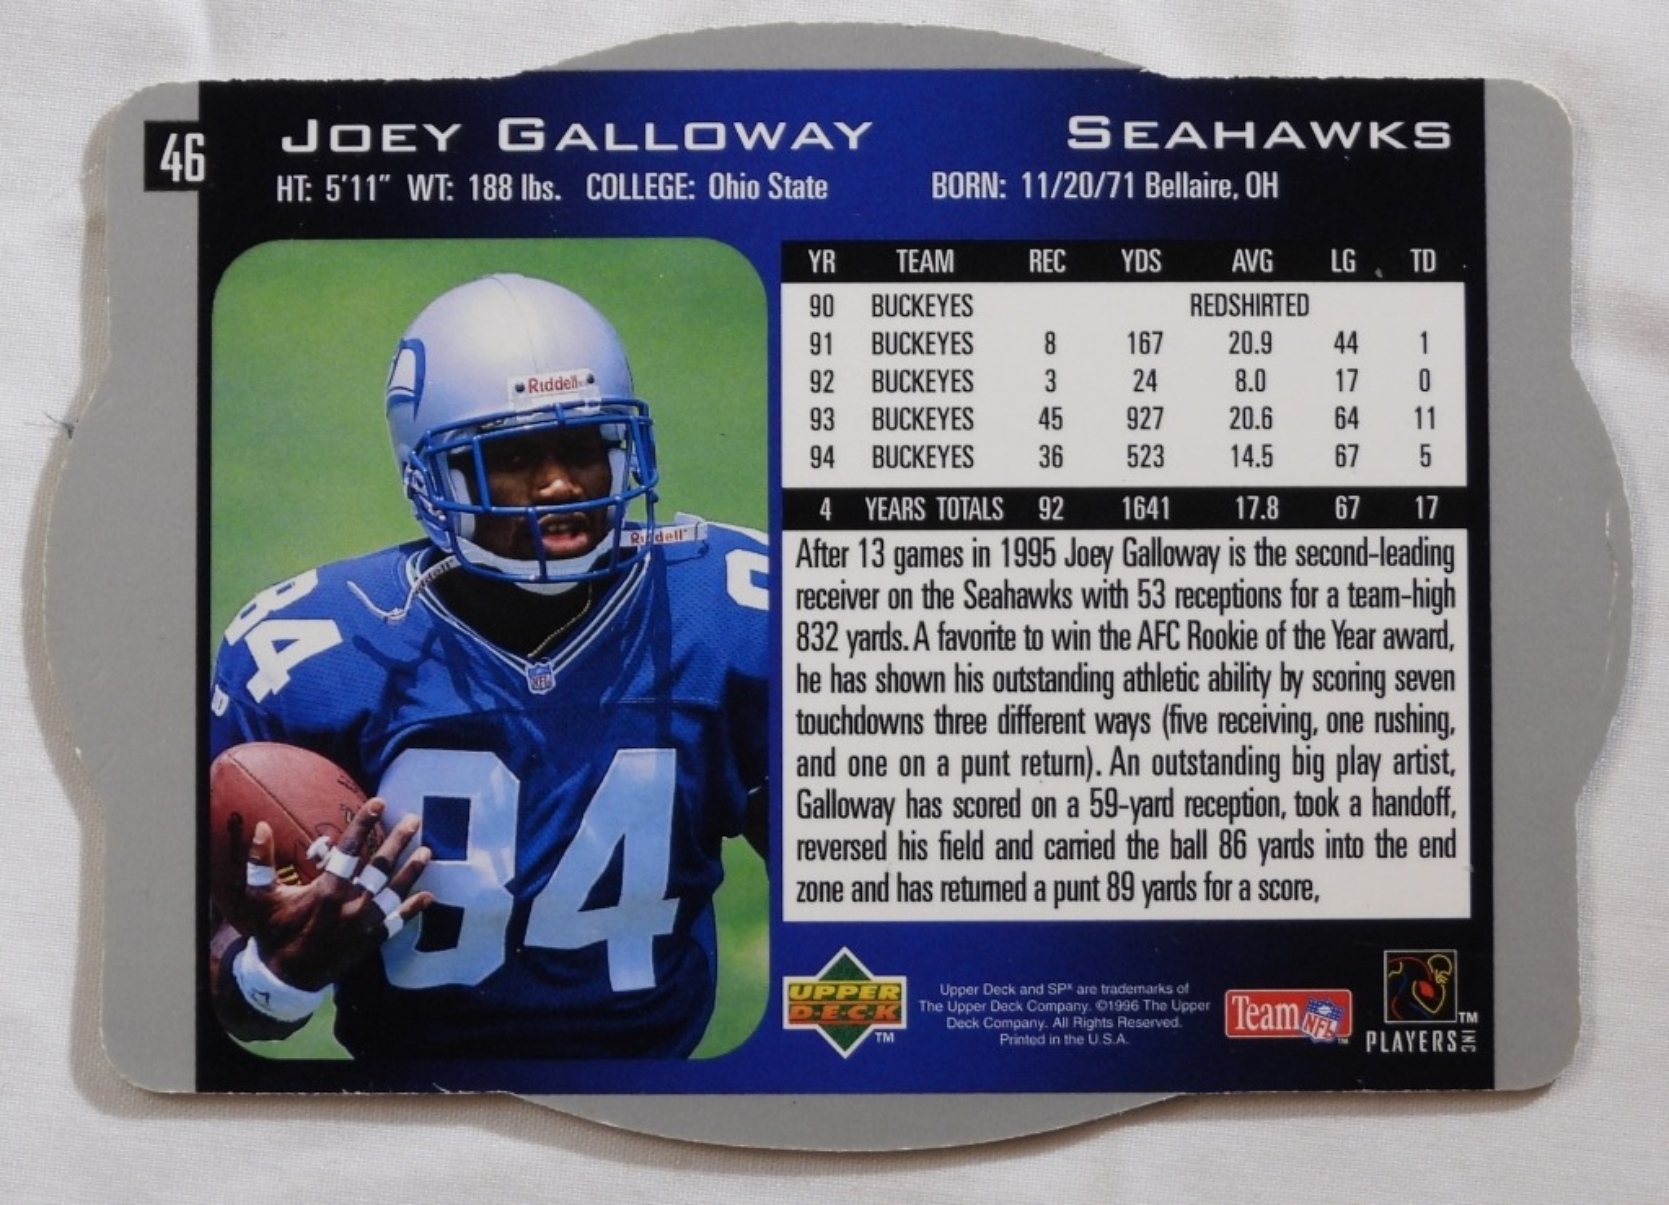 46
JOEY GALLOWAY SEAHAWKS
HT: 5'11" WT: 188 lbs. COLLEGE: Ohio State BORN: 11/20/71 Bellaire, OH
YR TEAM REC YDS AVG LG TD
90 BUCKEYES REDSHIRTED
91 BUCKEYES 8 167 20.9 44 1
92 BUCKEYES 3 24 8.0 17 0
93 BUCKEYES 45 927 20.6 64 11
94 BUCKEYES 36 523 14.5 67 5
4 YEARS TOTALS 92 1641 17.8 67 17
After 13 games in 1995 Joey Galloway is the second-leading
receiver on the Seahawks with 53 receptions for a team-high
832 yards. A favorite to win the AFC Rookie of the Year award,
he has shown his outstanding athletic ability by scoring seven
touchdowns three different ways (five receiving, one rushing,
and one on a punt return). An outstanding big play artist,
Galloway has scored on a 59-yard reception, took a handoff,
reversed his field and carried the ball 86 yards into the end
zone and has returned a punt 89 yards for a score,
Riddell
Riddell
84
NFL
84
UPPER
D·E·C·K
TM
Upper Deck and SPx are trademarks of
The Upper Deck Company. ©1996 The Upper
Deck Company. All Rights Reserved.
Printed in the U.S.A.
Team NFL TM
TM
PLAYERS INC